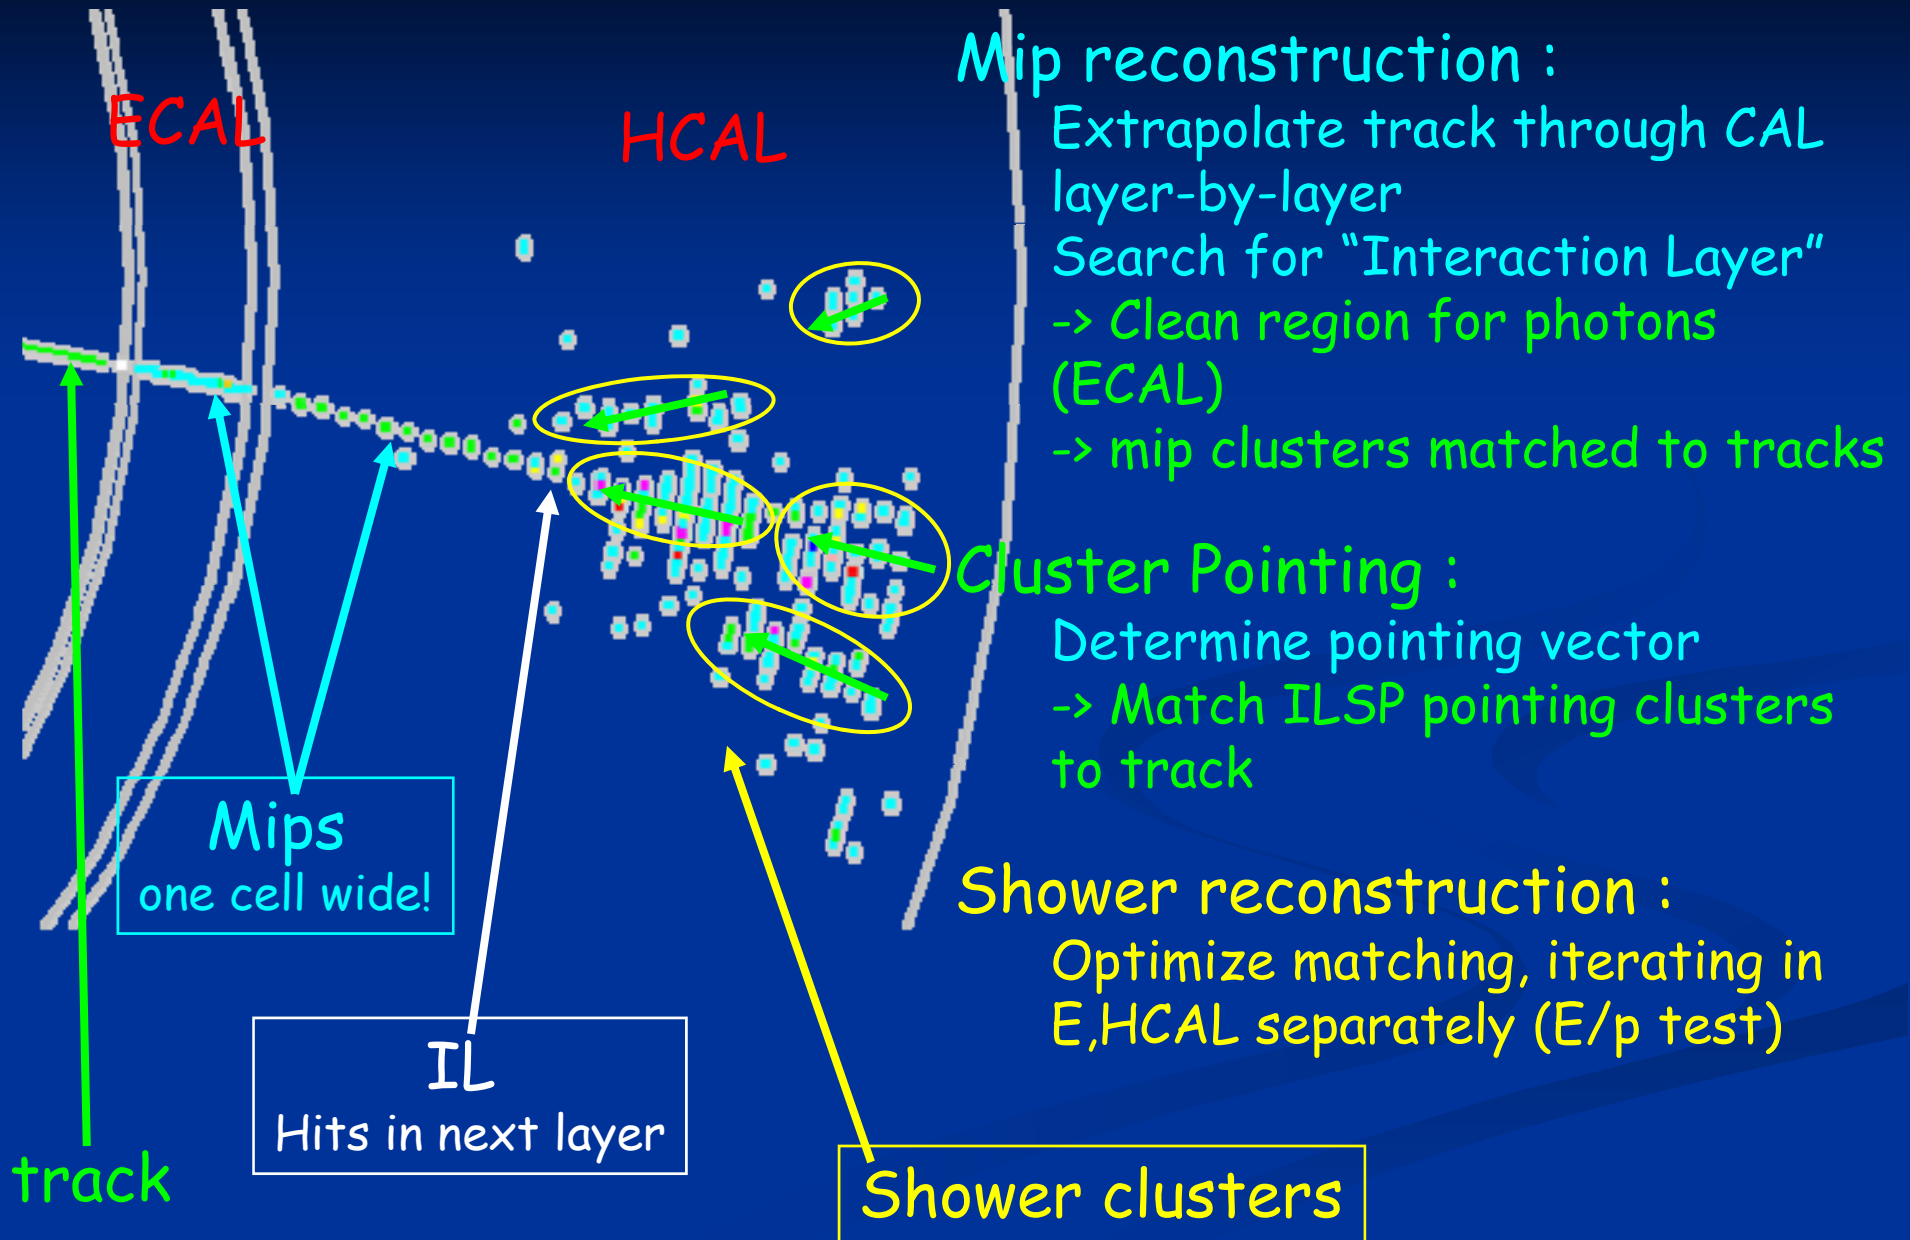 ECAL
HCAL
Mip reconstruction :
Extrapolate track through CAL
layer-by-layer
Search for “Interaction Layer”
-> Clean region for photons
(ECAL)
-> mip clusters matched to tracks
Cluster Pointing :
Determine pointing vector
-> Match ILSP pointing clusters
to track
Shower reconstruction :
Optimize matching, iterating in
E,HCAL separately (E/p test)
Mips
one cell wide!
IL
Hits in next layer
track
Shower clusters